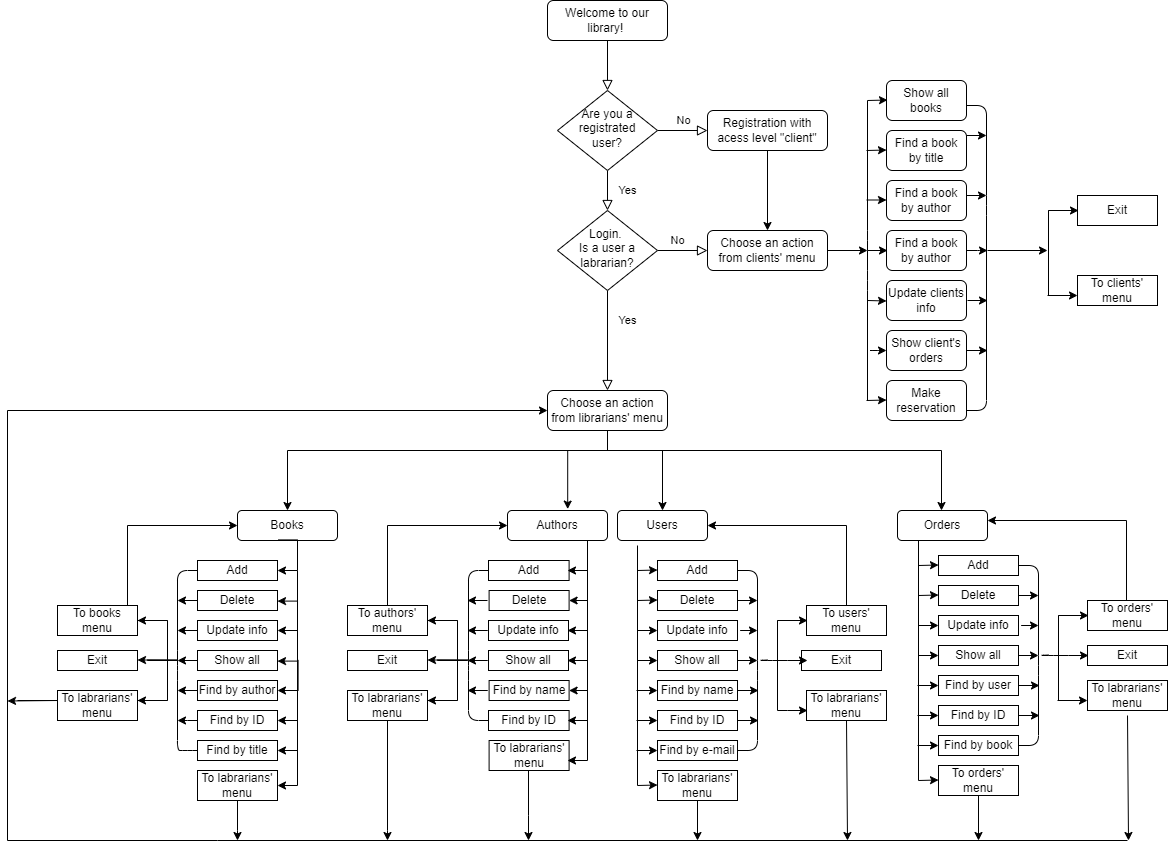 Welcome to our
library!
Are you a
registrated
user?
No
Registration with
acess level "client"
Yes
Login.
Is a user a
labrarian?
No
Choose an action
from clients' menu
Yes
Show all
books
Find a book
by title
Find a book
by author
Find a book
by author
Update clients
info
Show client's
orders
Make
reservation
Exit
To clients'
menu
Choose an action
from librarians' menu
Books
Add
Delete
Update info
Show all
Find by author
Find by ID
Find by title
To labrarians'
menu
To books
menu
Exit
To labrarians'
menu
Authors
Add
Delete
Update info
Show all
Find by name
Find by ID
To labrarians'
menu
To authors'
menu
Exit
To labrarians'
menu
Users
Add
Delete
Update info
Show all
Find by name
Find by ID
Find by e-mail
To labrarians'
menu
To users'
menu
Exit
To labrarians'
menu
Orders
Add
Delete
Update info
Show all
Find by user
Find by ID
Find by book
To orders'
menu
To orders'
menu
Exit
To labrarians'
menu